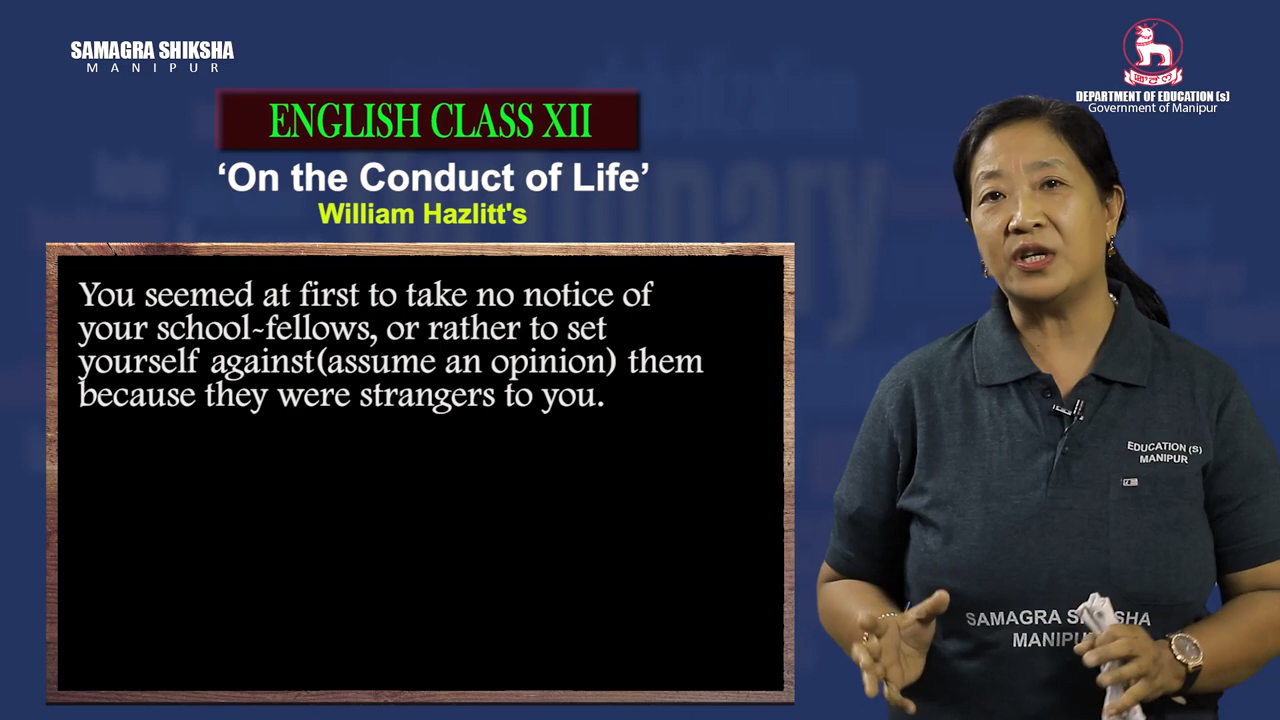 SAMAGRA SHIKSHA
MANIPUR
DEPARTMENT OF EDUCATION (s)
Government of Manipur
ENGLISH CLASS XII
‘On the Conduct of Life’
William Hazlitt's
You seemed at first to take no notice of
your school-fellows, or rather to set
yourself against(assume an opinion) them
because they were strangers to you.
EDUCATION (S)
MANIPUR
SAMAGRA
MANIPU